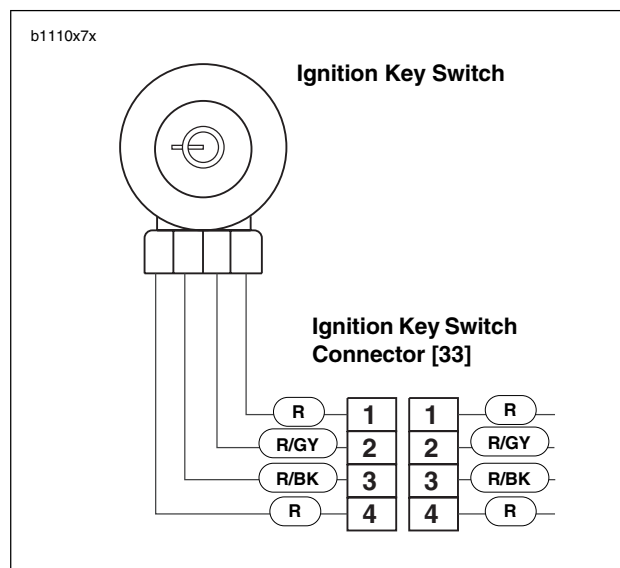 b1110x7x
Ignition Key Switch
Ignition Key Switch
Connector [33]
R 1 1 R
R/GY 2 2 R/GY
R/BK 3 3 R/BK
R 4 4 R